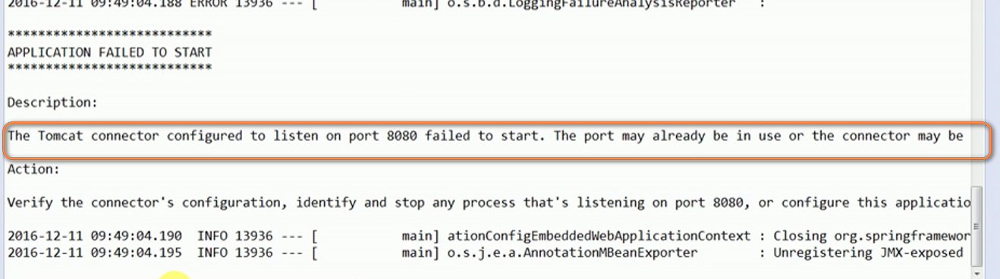 2016-12-11 09:49:04.188 ERROR 13936 --- [ main] o.s.b.d.LoggingFailureAnalysisReporter :
***************************
APPLICATION FAILED TO START
***************************
Description:
The Tomcat connector configured to listen on port 8080 failed to start. The port may already be in use or the connector may be
Action:
Verify the connector's configuration, identify and stop any process that's listening on port 8080, or configure this applicatio
2016-12-11 09:49:04.190 INFO 13936 --- [ main] ationConfigEmbeddedWebApplicationContext : Closing org.springframewor
2016-12-11 09:49:04.195 INFO 13936 --- [ main] o.s.j.e.a.AnnotationMBeanExporter : Unregistering JMX-exposed